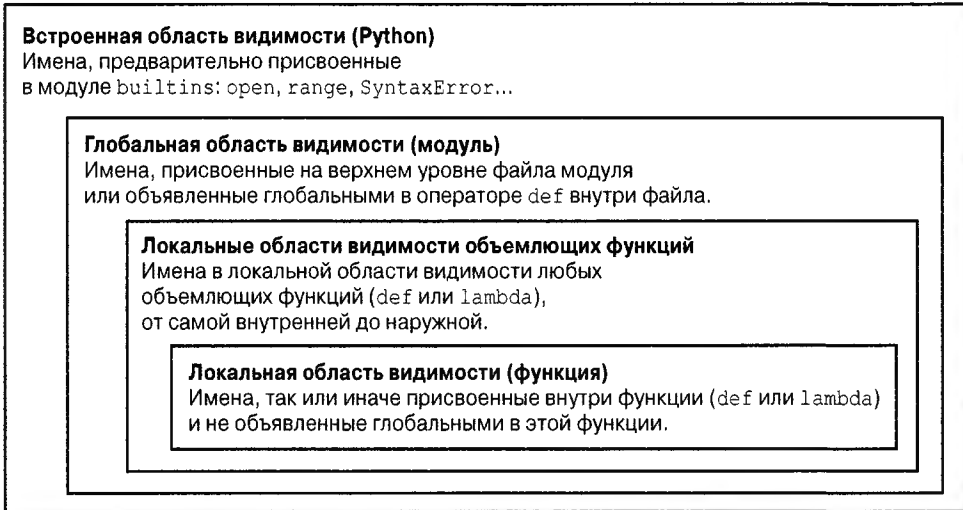 Встроенная область видимости (Python)
Имена, предварительно присвоенные
в модуле builtins: open, range, SyntaxError...
Глобальная область видимости (модуль)
Имена, присвоенные на верхнем уровне файла модуля
или объявленные глобальными в операторе def внутри файла.
Локальные области видимости объемлющих функций
Имена в локальной области видимости любых
объемлющих функций (def или lambda),
от самой внутренней до наружной.
Локальная область видимости (функция)
Имена, так или иначе присвоенные внутри функции (def или lambda)
и не объявленные глобальными в этой функции.